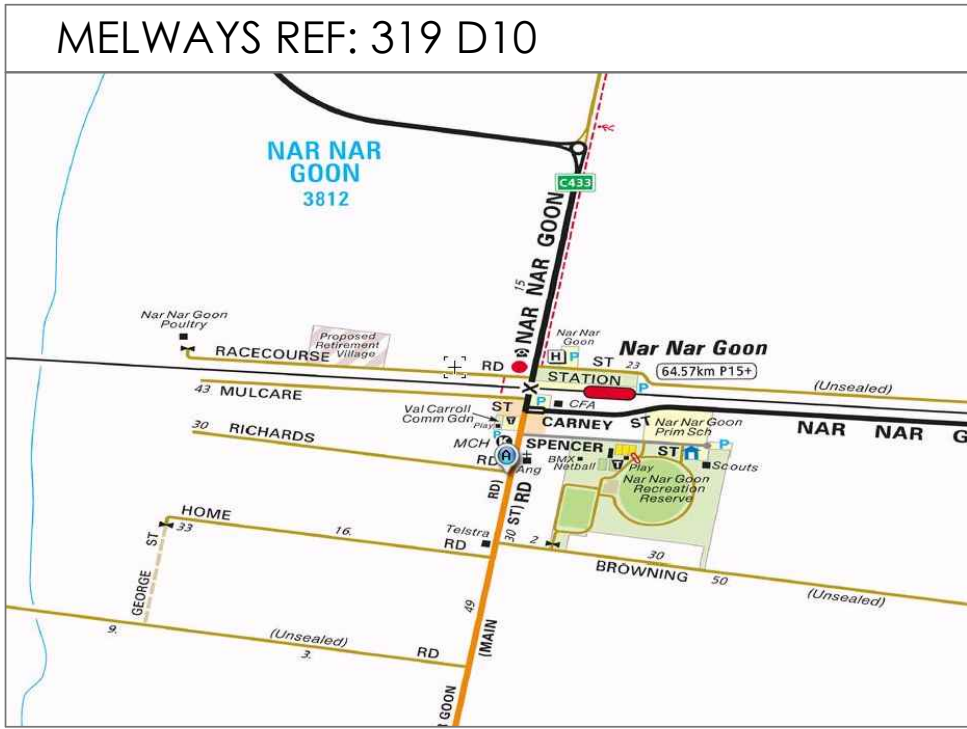 MELWAYS REF: 319 D10
NAR NAR
GOON
3812
C433
NAR NAR GOON
15
Nar Nar Goon
Poultry
Proposed
Retirement
Village
RACECOURSE RD
H P
Nar Nar
Goon
ST 23
Nar Nar Goon
64.57km P15+
STATION
P
(Unsealed)
43 MULCARE ST
P
CFA
Val Carroll
Comm Gdn
Play
P
CARNEY ST
NAR NAR G
Nar Nar Goon
Prim Sch
P
30 RICHARDS RD
MCH
A
Ang
SPENCER ST
BMX
Netball
Play
Scouts
Nar Nar Goon
Recreation
Reserve
RD)
30 ST) RD
HOME RD
33
16.
Telstra
2
30
BROWNING
50
(Unsealed)
GEORGE ST
49
(MAIN
9.
(Unsealed)
3.
RD
R GOON